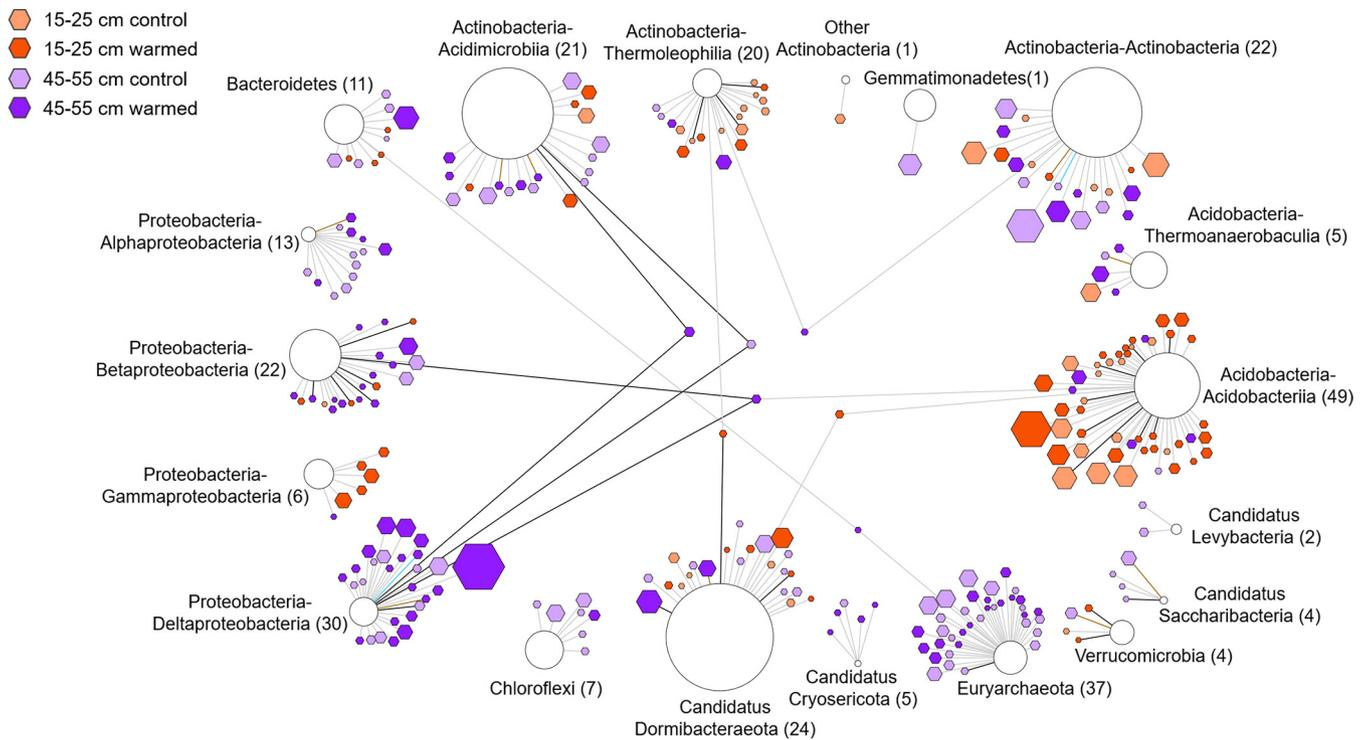 15-25 cm control
15-25 cm warmed
45-55 cm control
45-55 cm warmed
Bacteroidetes (11)
Actinobacteria-
Acidimicrobiia (21)
Actinobacteria-
Thermoleophilia (20)
Other
Actinobacteria (1)
Gemmatimonadetes(1)
Actinobacteria-Actinobacteria (22)
Proteobacteria-
Alphaproteobacteria (13)
Acidobacteria-
Thermoanaerobaculia (5)
Proteobacteria-
Betaproteobacteria (22)
Acidobacteria-
Acidobacteriia (49)
Proteobacteria-
Gammaproteobacteria (6)
Candidatus
Levybacteria (2)
Proteobacteria-
Deltaproteobacteria (30)
Candidatus
Saccharibacteria (4)
Verrucomicrobia (4)
Chloroflexi (7)
Candidatus
Dormibacteraeota (24)
Candidatus
Cryosericota (5)
Euryarchaeota (37)